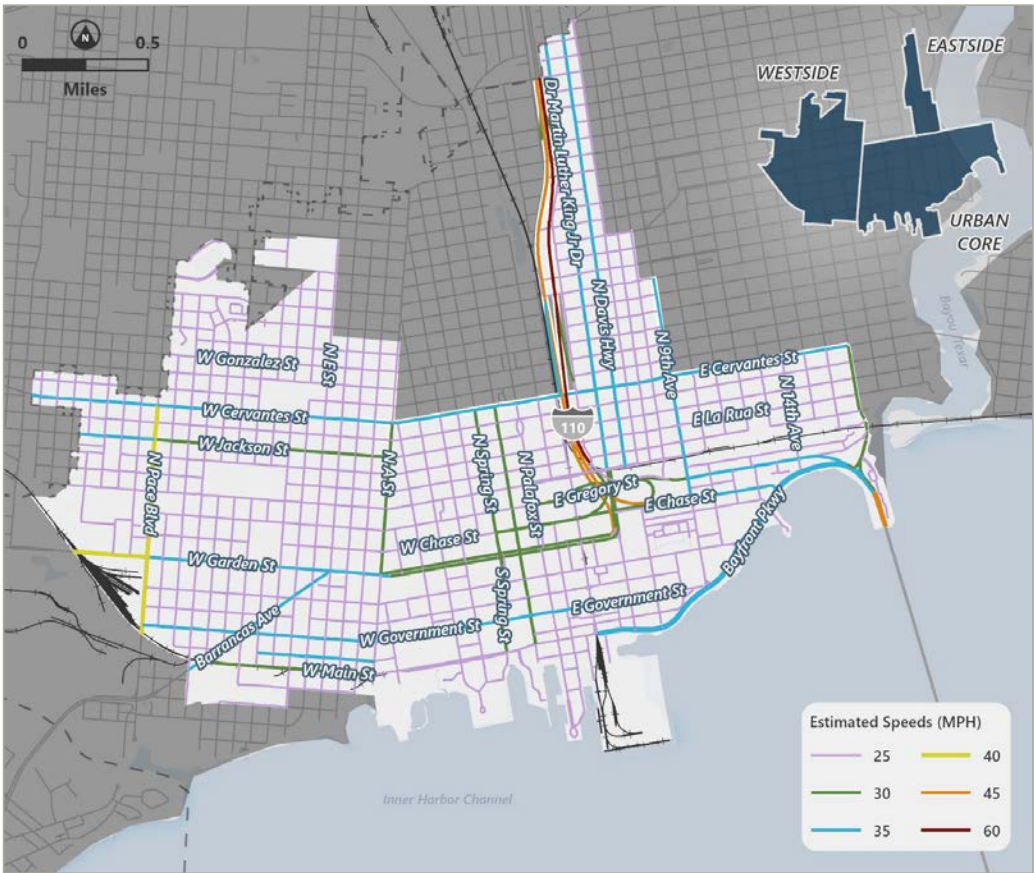 0
N
0.5
Miles
WESTSIDE
EASTSIDE
URBAN
CORE
Dr Martin Luther King Jr Dr
N Davis Hwy
N 9th Ave
Bayou Texar
W Gonzalez St
N E St
E Cervantes St
W Cervantes St
N 14th Ave
E La Rua St
110
W Jackson St
N Pace Blvd
N A St
N Spring St
N Palafox St
E Gregory St
E Chase St
W Chase St
Bayfront Pkwy
W Garden St
S Spring St
E Government St
Barrancas Ave
W Government St
W Main St
Inner Harbor Channel
Estimated Speeds (MPH)
25
40
30
45
35
60